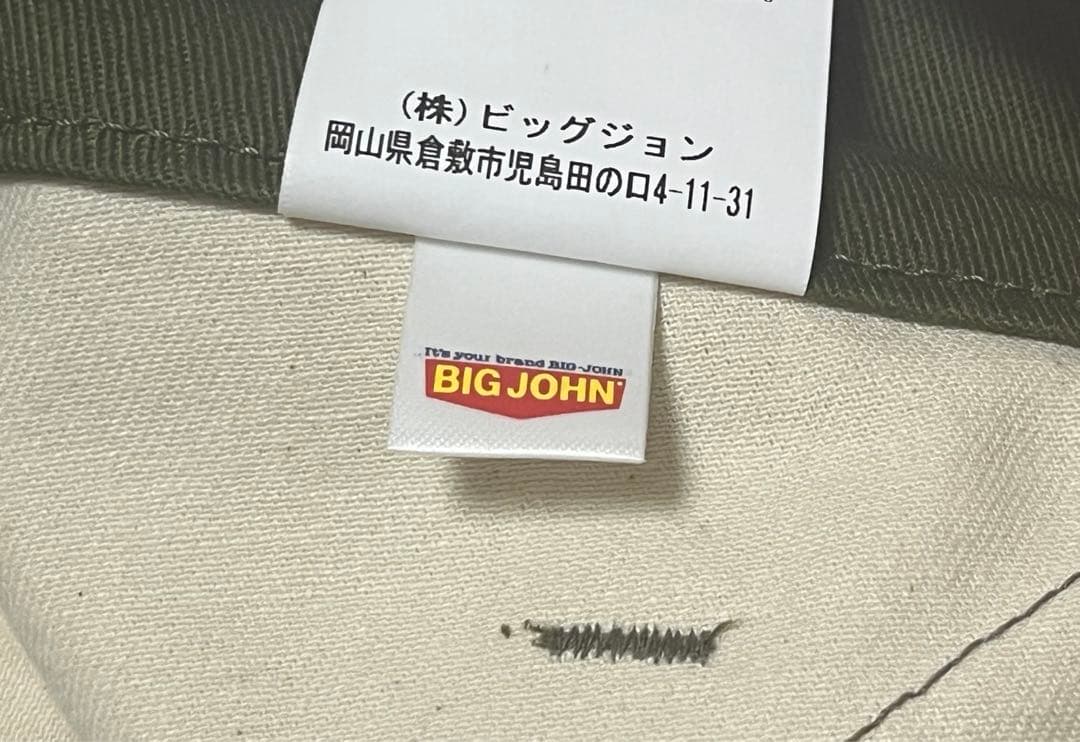 (株)ビッグジョン
岡山県倉敷市児島田の口4-11-31
It's your brand BIG-JOHN
BIG JOHN